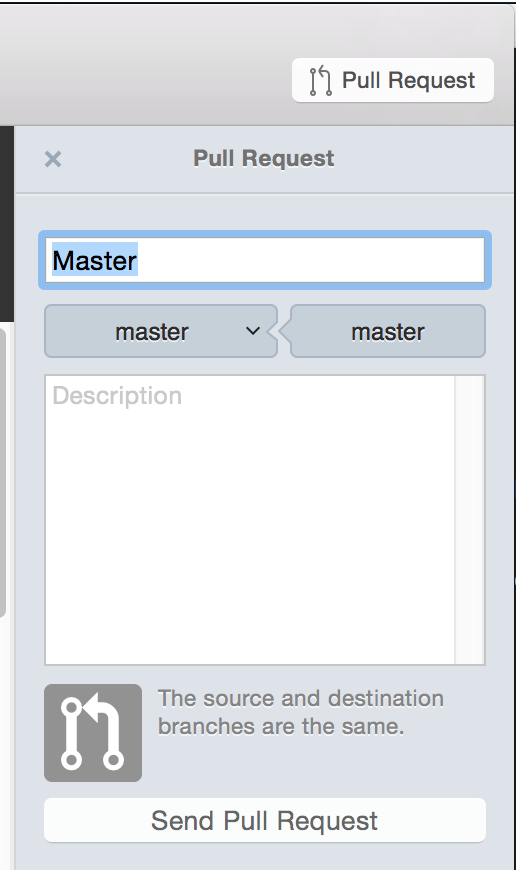 Pull Request
Pull Request
Master
master master
Description
The source and destination
branches are the same.
Send Pull Request